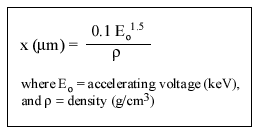 x (μm) = 0.1 E₀^1.5 / ρ
where E₀ = accelerating voltage (keV),
and ρ = density (g/cm³)